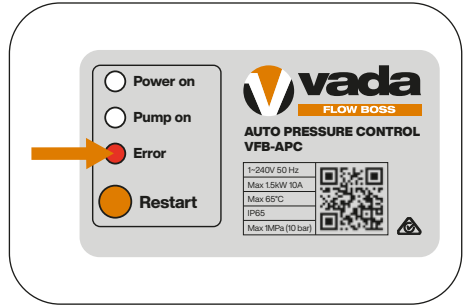 Power on
Pump on
Error
Restart
vada
FLOW BOSS
AUTO PRESSURE CONTROL
VFB-APC
1~240V 50 Hz
Max 1.5kW 10A
Max 65°C
IP65
Max 1MPa (10 bar)